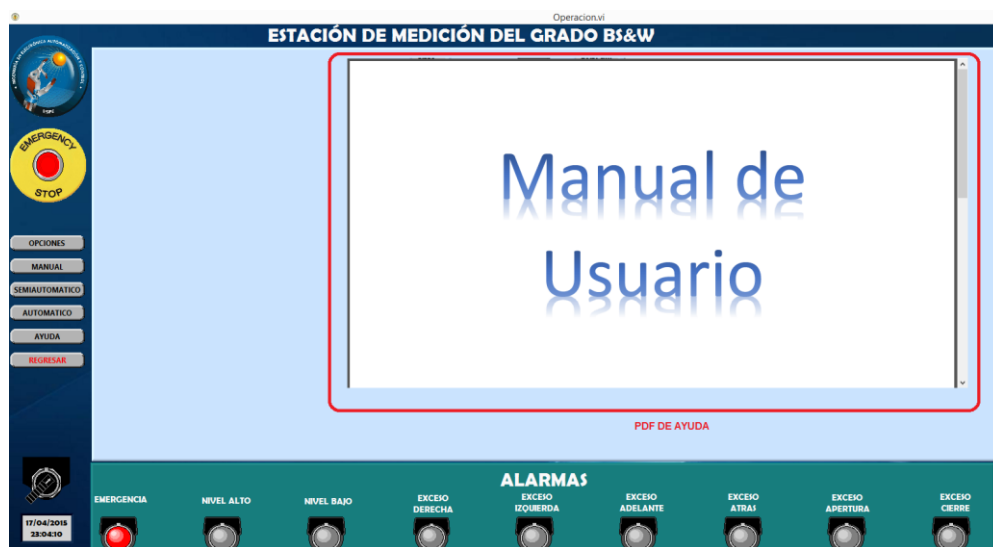 Operacion.vi
ESTACIÓN DE MEDICIÓN DEL GRADO BS&W
EMERGENCY
STOP
OPCIONES
MANUAL
SEMIAUTOMATICO
AUTOMATICO
AYUDA
REGRESAR
Manual de
Usuario
PDF DE AYUDA
ALARMAS
EMERGENCIA
NIVEL ALTO
NIVEL BAJO
EXCESO
DERECHA
EXCESO
IZQUIERDA
EXCESO
ADELANTE
EXCESO
ATRAS
EXCESO
APERTURA
EXCESO
CIERRE
17/04/2015
23:04:10